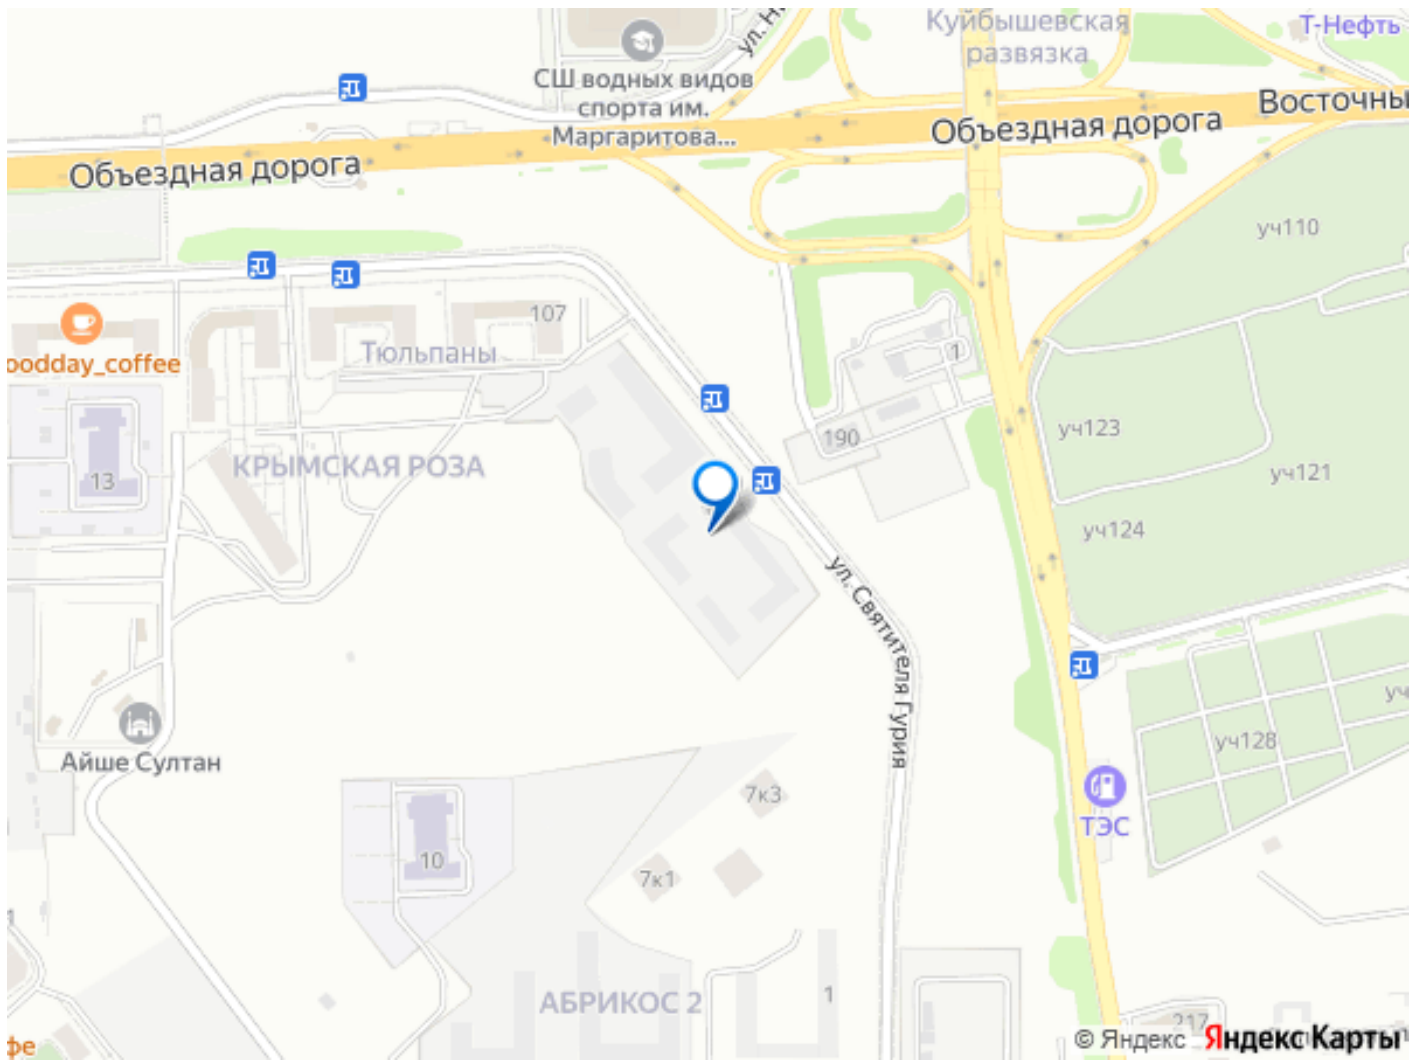 Куйбышевская
развязка
Т-Нефть
СШ водных видов
спорта им.
Маргаритова...
Восточны
Объездная дорога
Объездная дорога
уч110
107
Тюльпаны
oodday_coffee
1
уч123
190
КРЫМСКАЯ РОЗА
13
уч121
уч124
ул. Святителя Гурия
уч128
Айше Султан
7к3
ТЭС
10
7к1
АБРИКОС 2
1
217
фе
© Яндекс Яндекс Карты